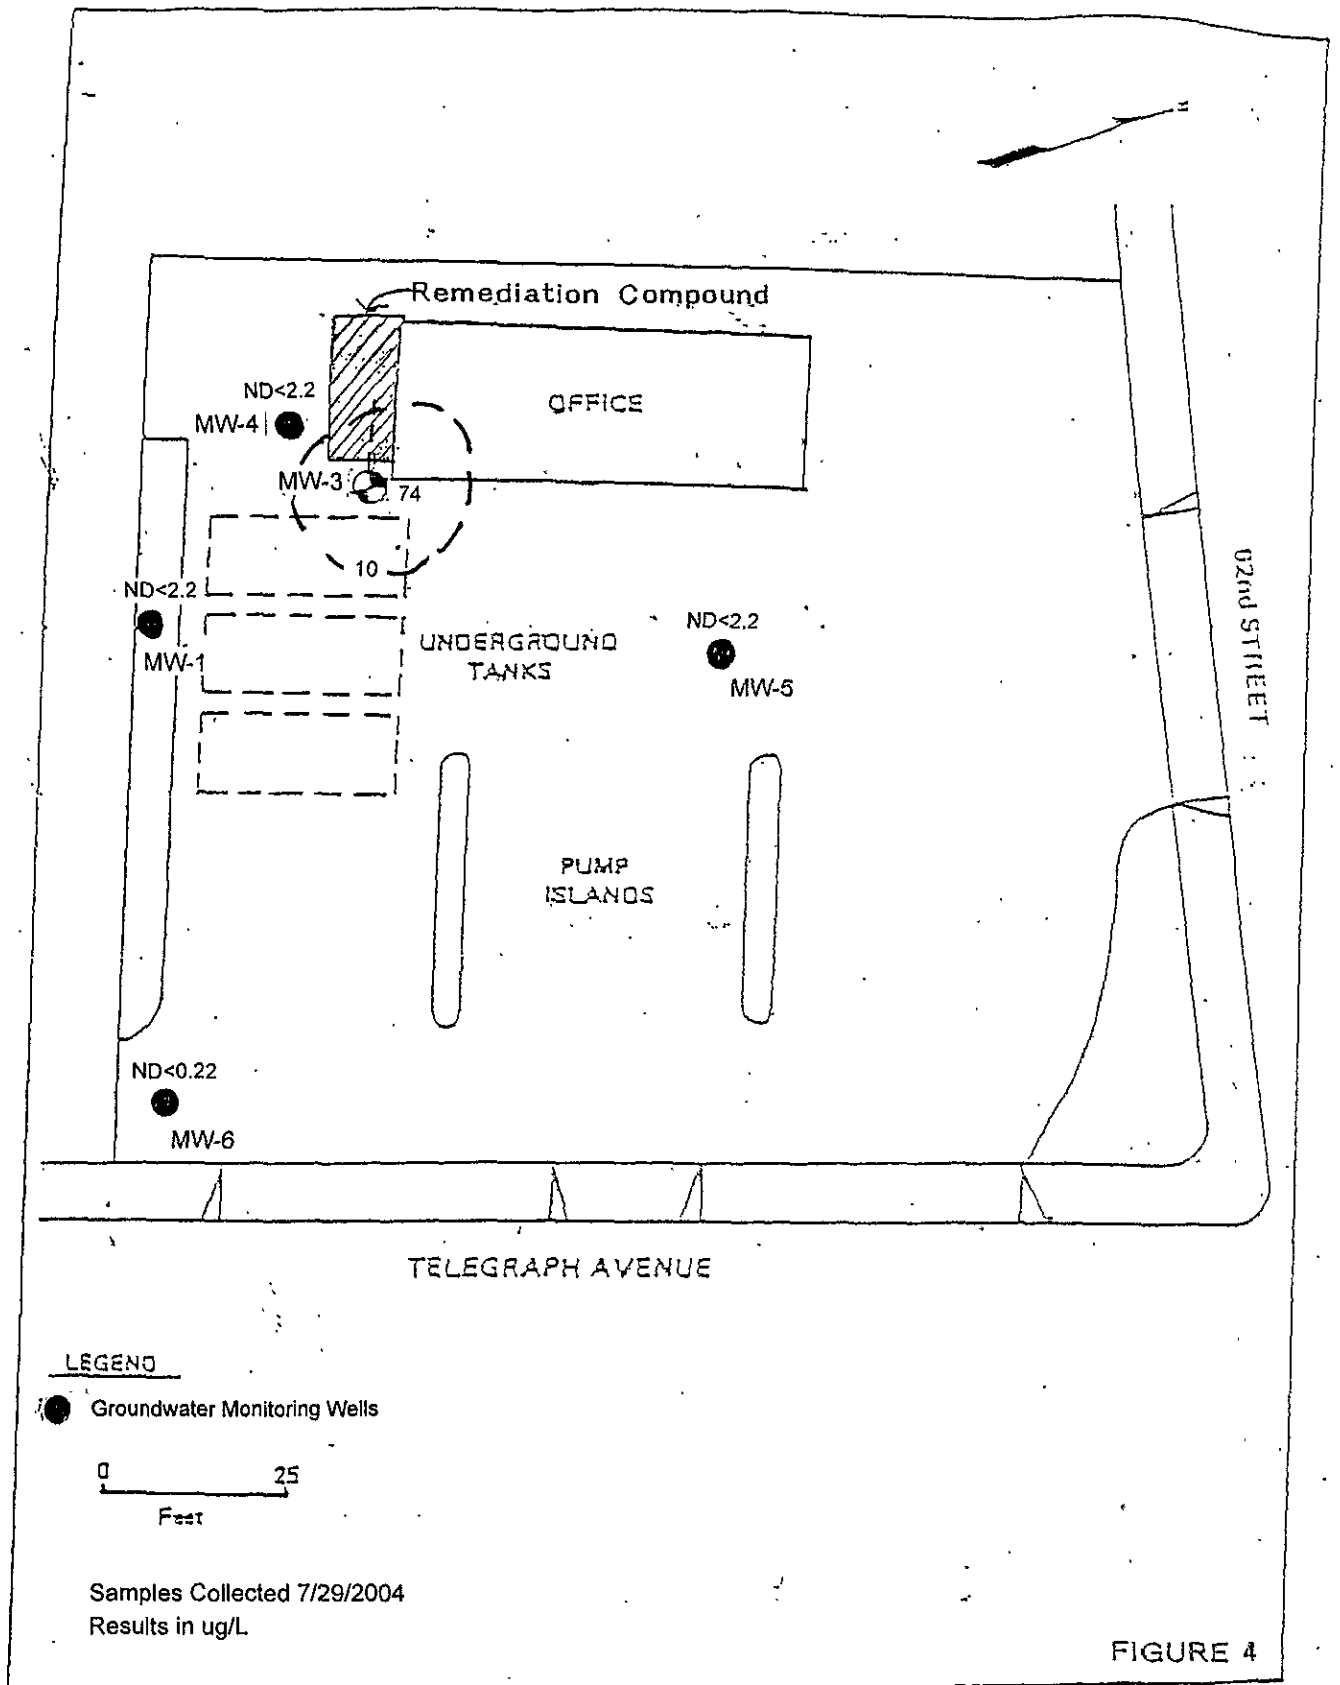 Remediation Compound
OFFICE
ND<2.2
MW-4
MW-3
74
10
ND<2.2
MW-1
UNDERGROUND
TANKS
ND<2.2
MW-5
62nd STREET
PUMP
ISLANDS
ND<0.22
MW-6
TELEGRAPH AVENUE
LEGEND
Groundwater Monitoring Wells
0 25
Feet
Samples Collected 7/29/2004
Results in ug/L
FIGURE 4